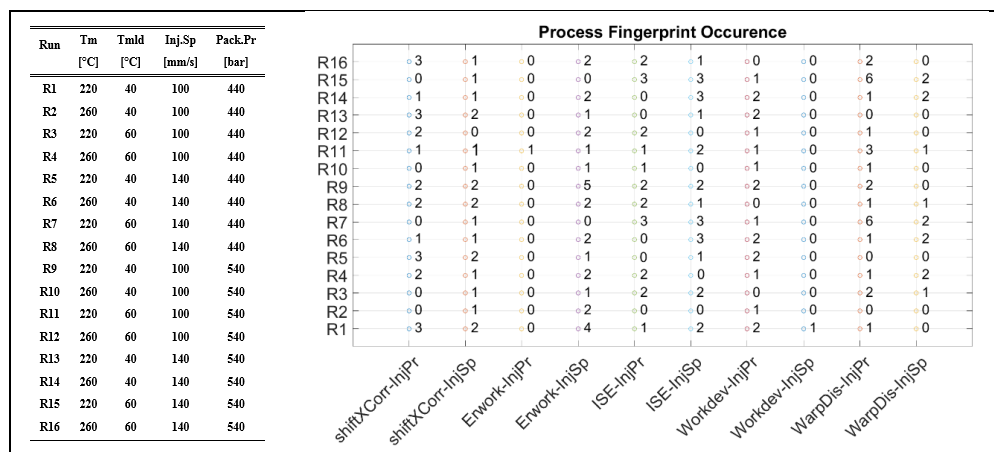 Run Tm Tmld Inj.Sp Pack.Pr
[°C] [°C] [mm/s] [bar]
R1 220 40 100 440
R2 260 40 100 440
R3 220 60 100 440
R4 260 60 100 440
R5 220 40 140 440
R6 260 40 140 440
R7 220 60 140 440
R8 260 60 140 440
R9 220 40 100 540
R10 260 40 100 540
R11 220 60 100 540
R12 260 60 100 540
R13 220 40 140 540
R14 260 40 140 540
R15 220 60 140 540
R16 260 60 140 540
Process Fingerprint Occurence
R16 3 1 0 2 2 1 0 0 2 0
R15 0 1 0 0 3 3 1 0 6 2
R14 1 1 0 2 0 3 2 0 1 2
R13 3 2 0 1 0 1 2 0 0 0
R12 2 0 0 2 2 0 1 0 1 0
R11 1 1 1 1 1 2 1 0 3 1
R10 0 1 0 1 1 0 1 0 1 0
R9 2 2 0 5 2 2 2 0 2 0
R8 2 2 0 2 2 1 0 0 1 1
R7 0 1 0 0 3 3 1 0 6 2
R6 1 1 0 2 0 3 2 0 1 2
R5 3 2 0 1 0 1 2 0 0 0
R4 2 1 0 2 2 0 1 0 1 2
R3 0 1 0 1 2 2 0 0 2 1
R2 0 1 0 2 0 0 1 0 0 0
R1 3 2 0 4 1 2 2 1 1 0
shiftXCorr-InjPr
shiftXCorr-InjSp
Erwork-InjPr
Erwork-InjSp
ISE-InjPr
ISE-InjSp
Workdev-InjPr
Workdev-InjSp
WarpDis-InjPr
WarpDis-InjSp